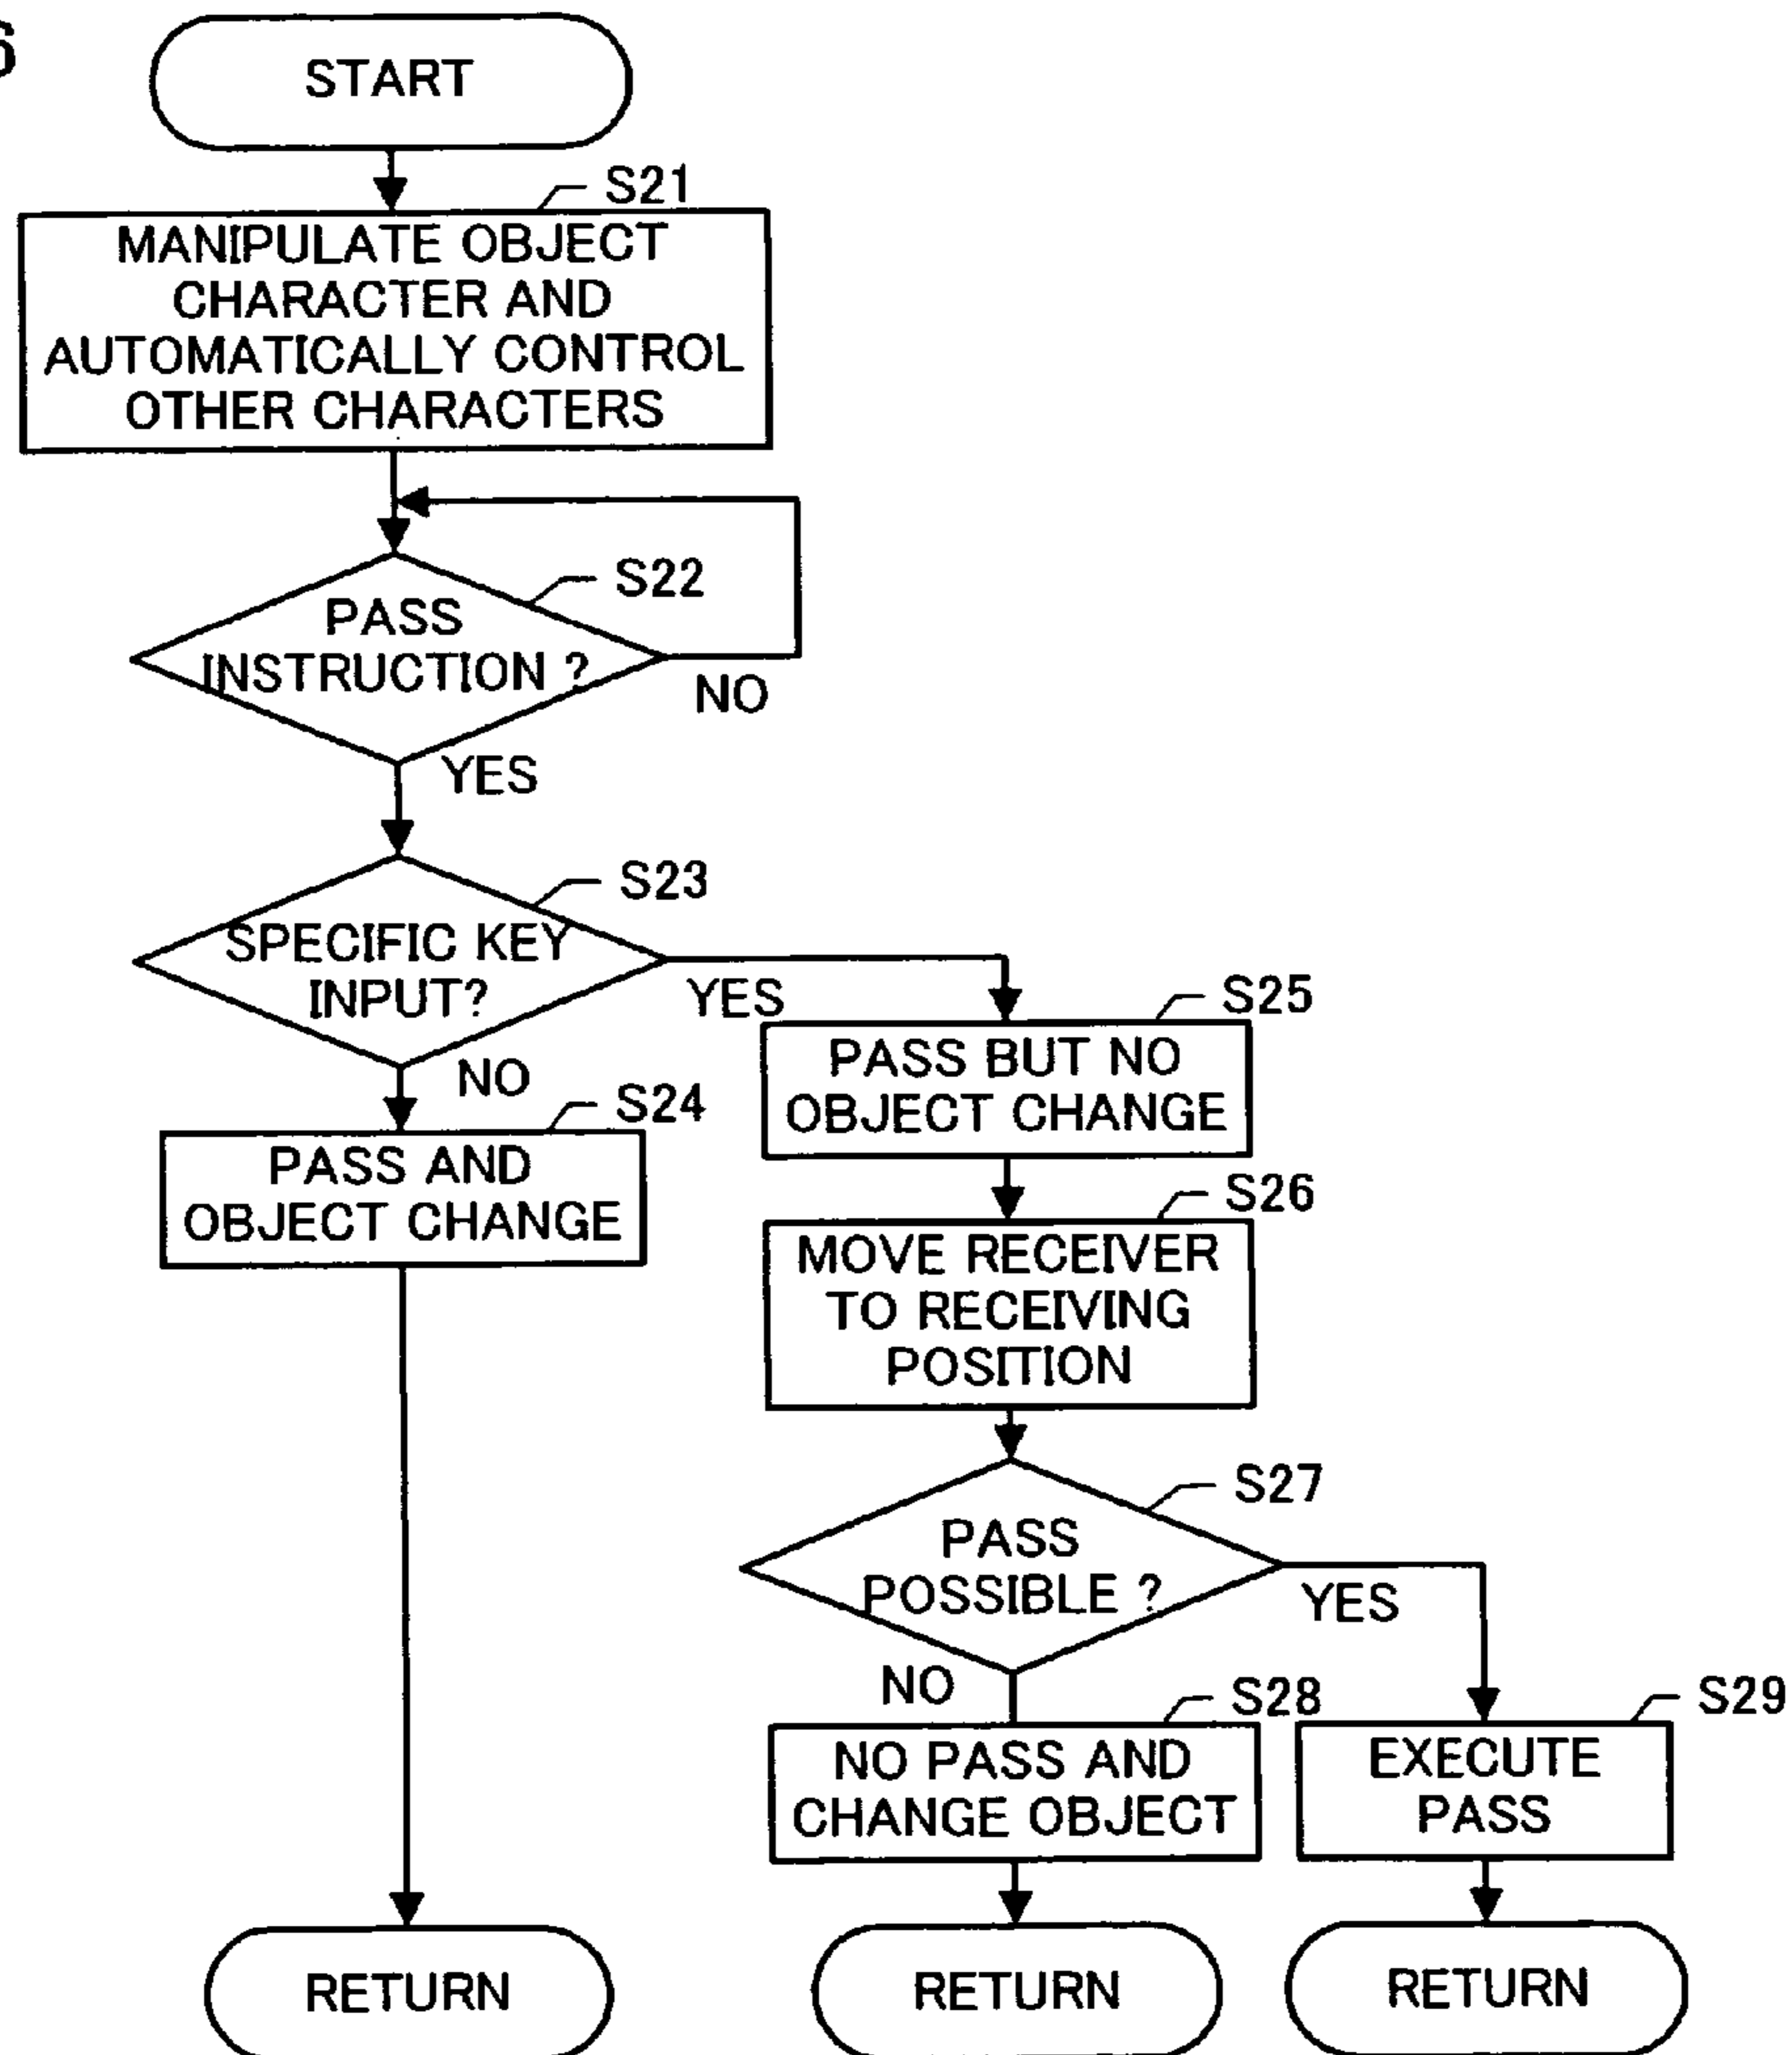 START
S21
MANIPULATE OBJECT
CHARACTER AND
AUTOMATICALLY CONTROL
OTHER CHARACTERS
S22
PASS
INSTRUCTION ?
NO
YES
S23
SPECIFIC KEY
INPUT?
YES
NO
S24
PASS AND
OBJECT CHANGE
S25
PASS BUT NO
OBJECT CHANGE
S26
MOVE RECEIVER
TO RECEIVING
POSITION
S27
PASS
POSSIBLE ?
YES
NO
S28
NO PASS AND
CHANGE OBJECT
S29
EXECUTE
PASS
RETURN
RETURN
RETURN